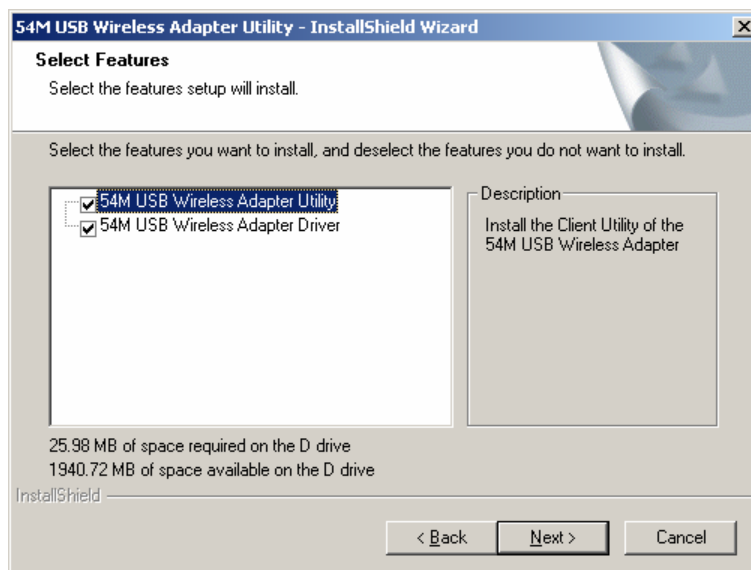 54M USB Wireless Adapter Utility - InstallShield Wizard
Select Features
Select the features setup will install.
Select the features you want to install, and deselect the features you do not want to install.
54M USB Wireless Adapter Utility
54M USB Wireless Adapter Driver
Description
Install the Client Utility of the
54M USB Wireless Adapter
25.98 MB of space required on the D drive
1940.72 MB of space available on the D drive
InstallShield
< Back
Next >
Cancel